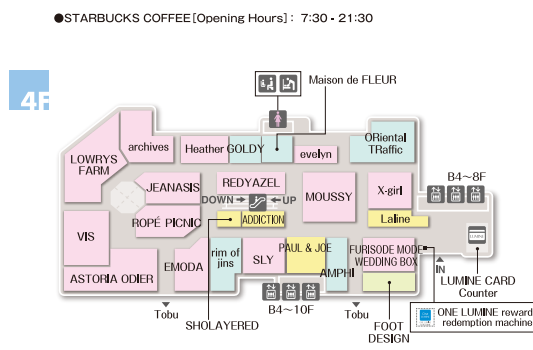 ●STARBUCKS COFFEE[Opening Hours]: 7:30 - 21:30
4F
Maison de FLEUR
archives
Heather
GOLDY
evelyn
ORiental
TRaffic
LOWRYS
FARM
B4~8F
JEANASIS
REDYAZEL
MOUSSY
X-girl
DOWN
UP
ROPÉ PICNIC
ADDICTION
Laline
VIS
ASTORIA ODIER
EMODA
rim of
jins
SLY
PAUL & JOE
AMPHI
FURISODE MODE
WEDDING BOX
IN
LUMINE
LUMINE CARD
Counter
Tobu
SHOLAYERED
B4~10F
Tobu
FOOT
DESIGN
ONE LUMINE reward
redemption machine